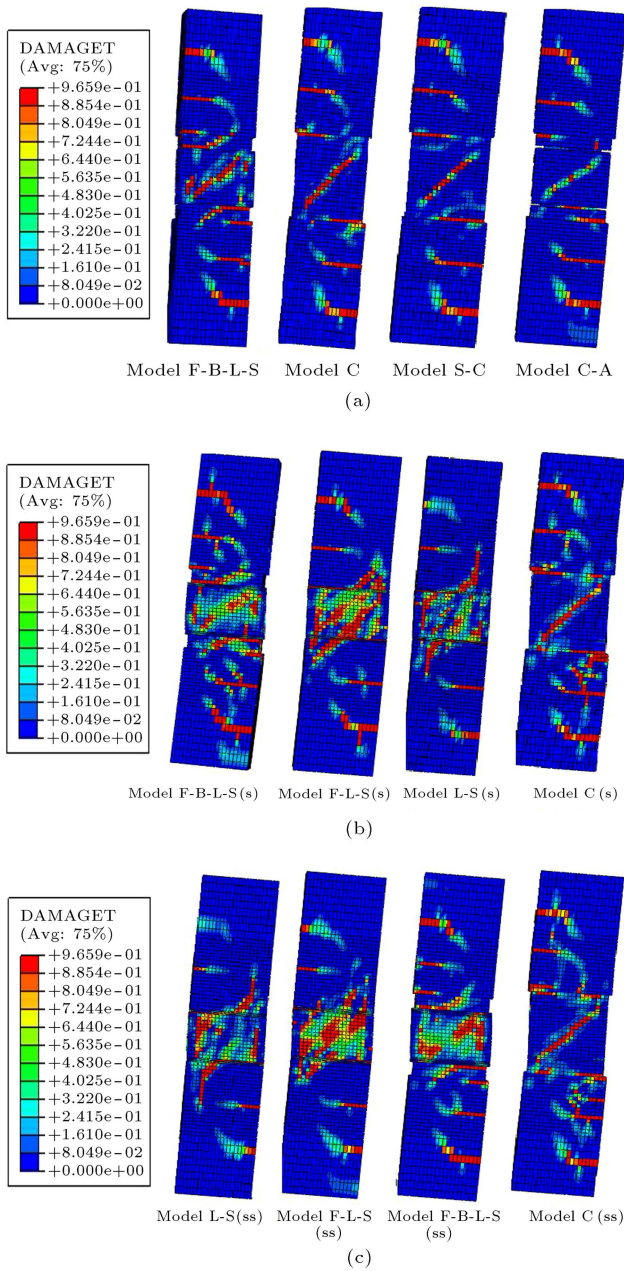 DAMAGET
(Avg: 75%)
+9.659e−01
+8.854e−01
+8.049e−01
+7.244e−01
+6.440e−01
+5.635e−01
+4.830e−01
+4.025e−01
+3.220e−01
+2.415e−01
+1.610e−01
+8.049e−02
+0.000e+00
Model F-B-L-S Model C Model S-C Model C-A
(a)
DAMAGET
(Avg: 75%)
+9.659e−01
+8.854e−01
+8.049e−01
+7.244e−01
+6.440e−01
+5.635e−01
+4.830e−01
+4.025e−01
+3.220e−01
+2.415e−01
+1.610e−01
+8.049e−02
+0.000e+00
Model F-B-L-S(s) Model F-L-S(s) Model L-S(s) Model C (s)
(b)
DAMAGET
(Avg: 75%)
+9.659e−01
+8.854e−01
+8.049e−01
+7.244e−01
+6.440e−01
+5.635e−01
+4.830e−01
+4.025e−01
+3.220e−01
+2.415e−01
+1.610e−01
+8.049e−02
+0.000e+00
Model L-S(ss) Model F-L-S (ss) Model F-B-L-S (ss) Model C (ss)
(c)